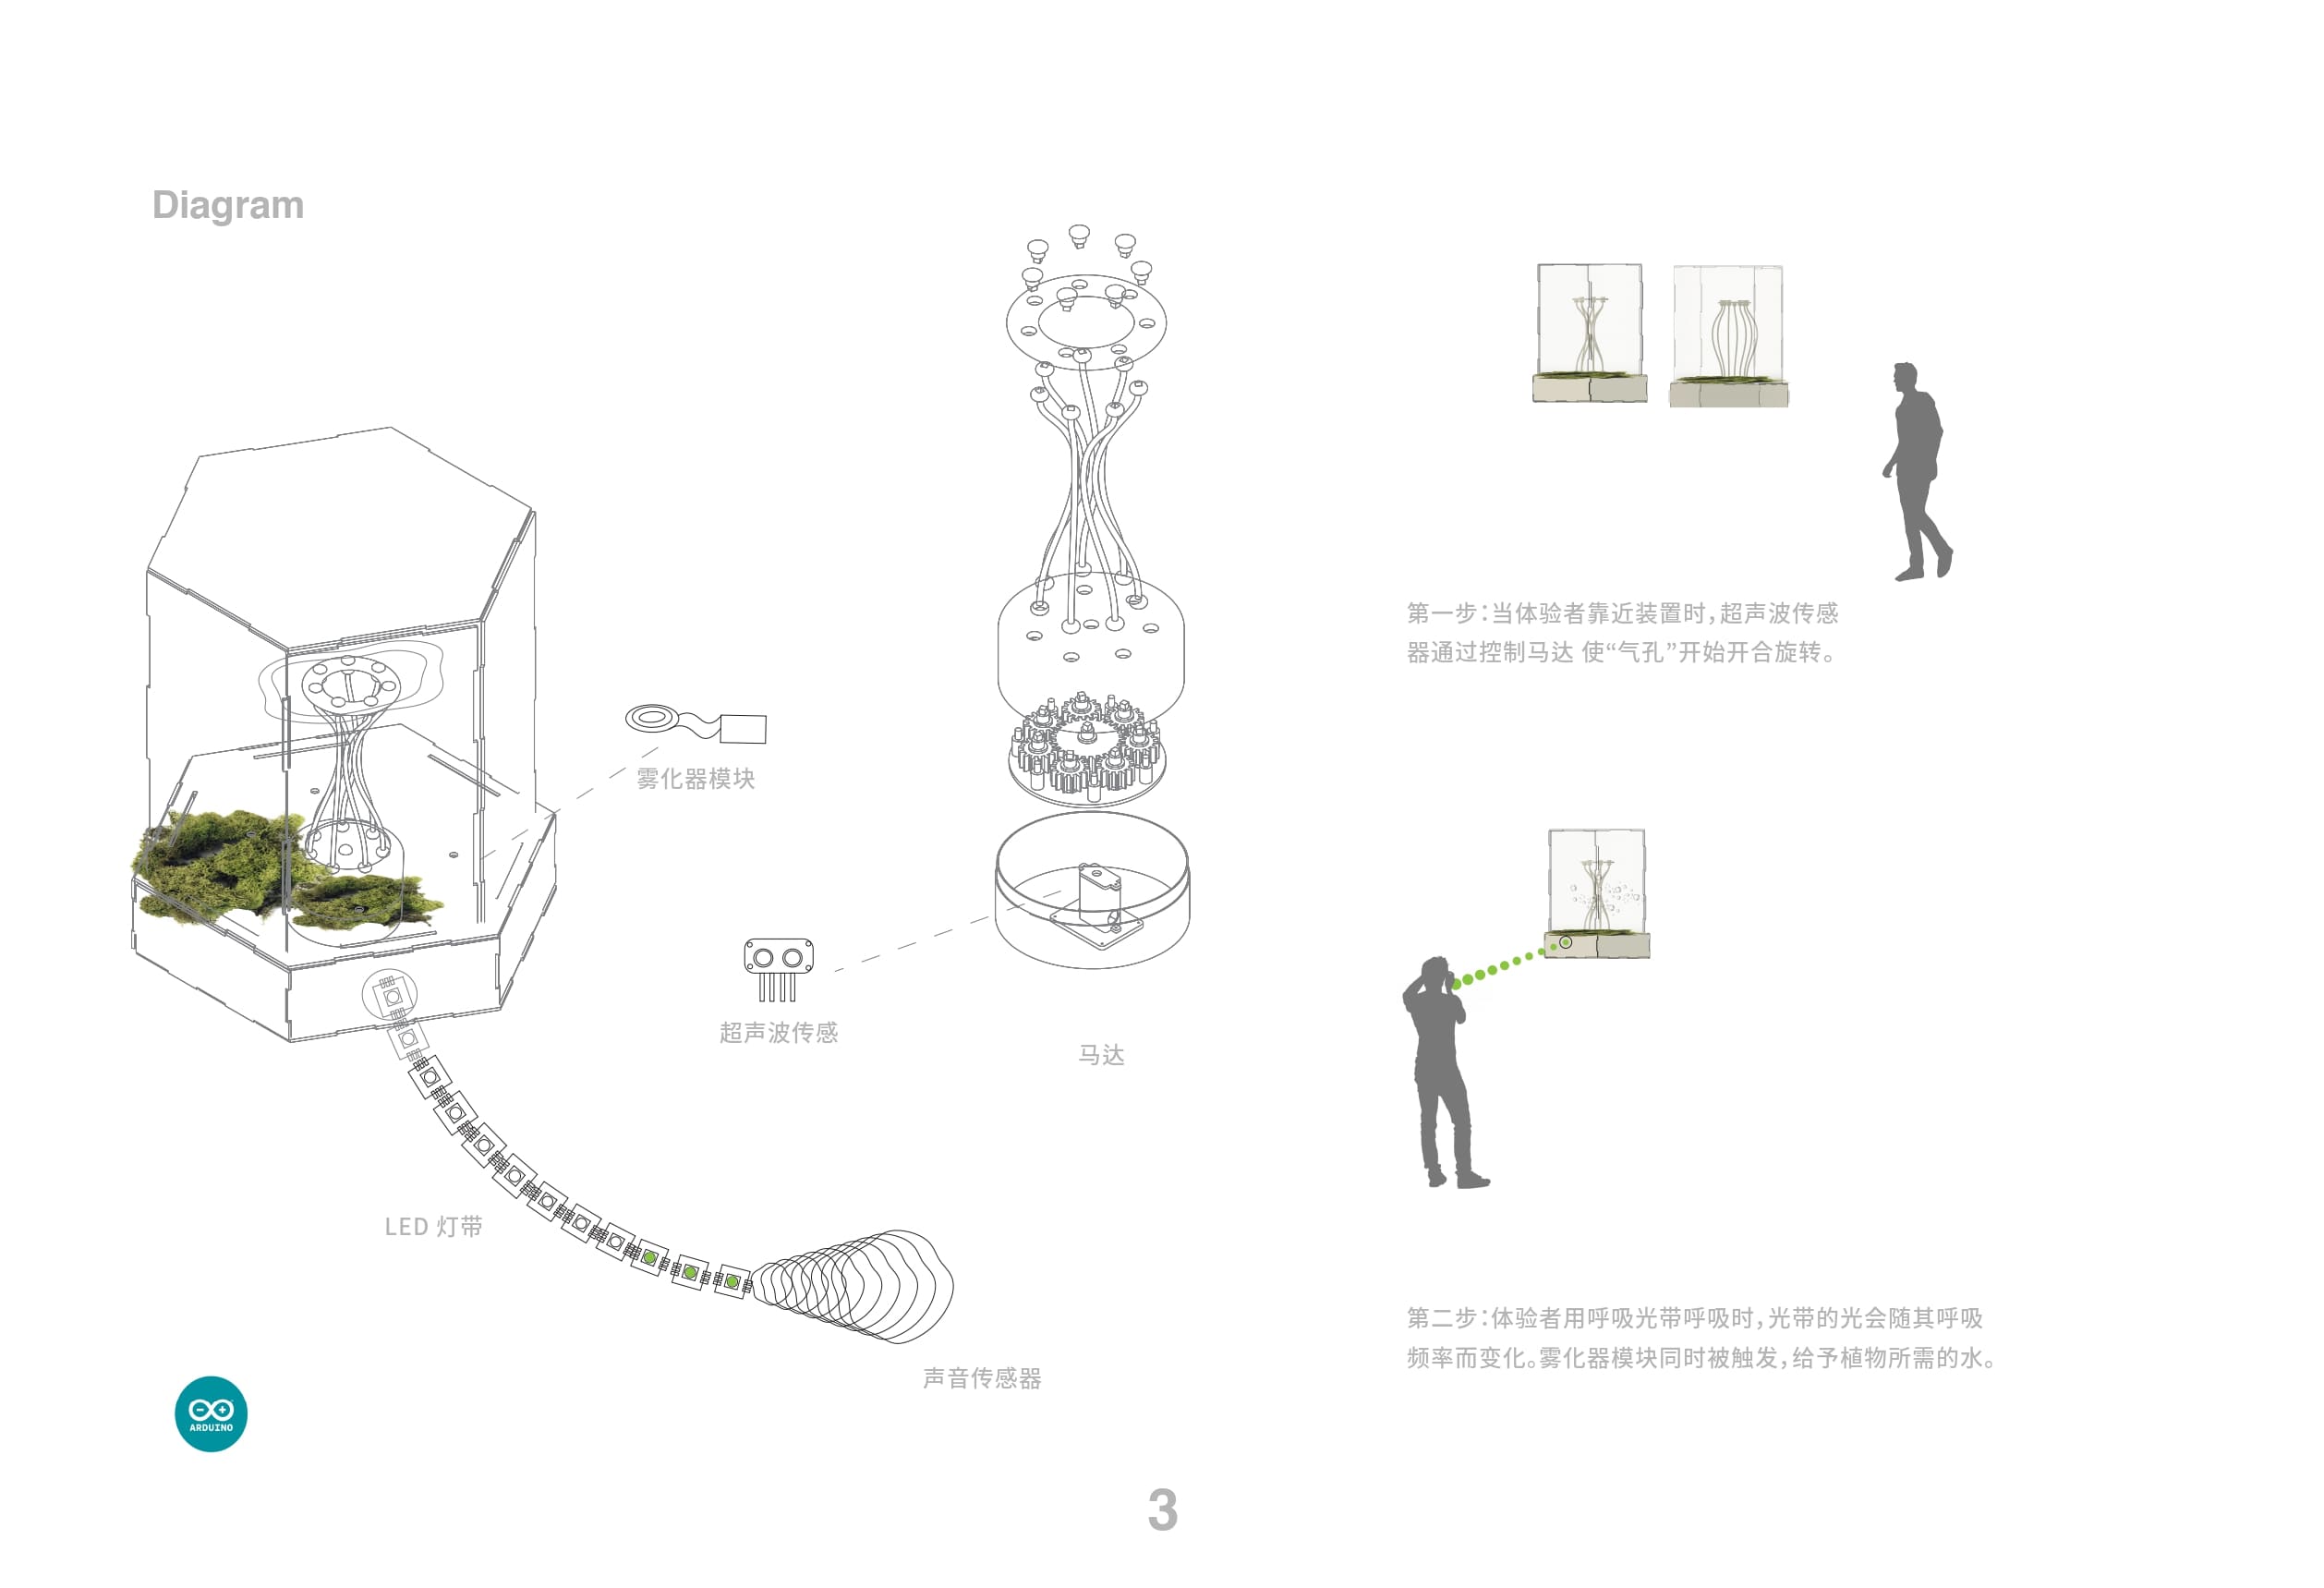 Diagram
雾化器模块
超声波传感
马达
LED 灯带
声音传感器
ARDUINO
第一步：当体验者靠近装置时，超声波传感
器通过控制马达 使“气孔”开始开合旋转。
第二步：体验者用呼吸光带呼吸时，光带的光会随其呼吸
频率而变化。雾化器模块同时被触发，给予植物所需的水。
3